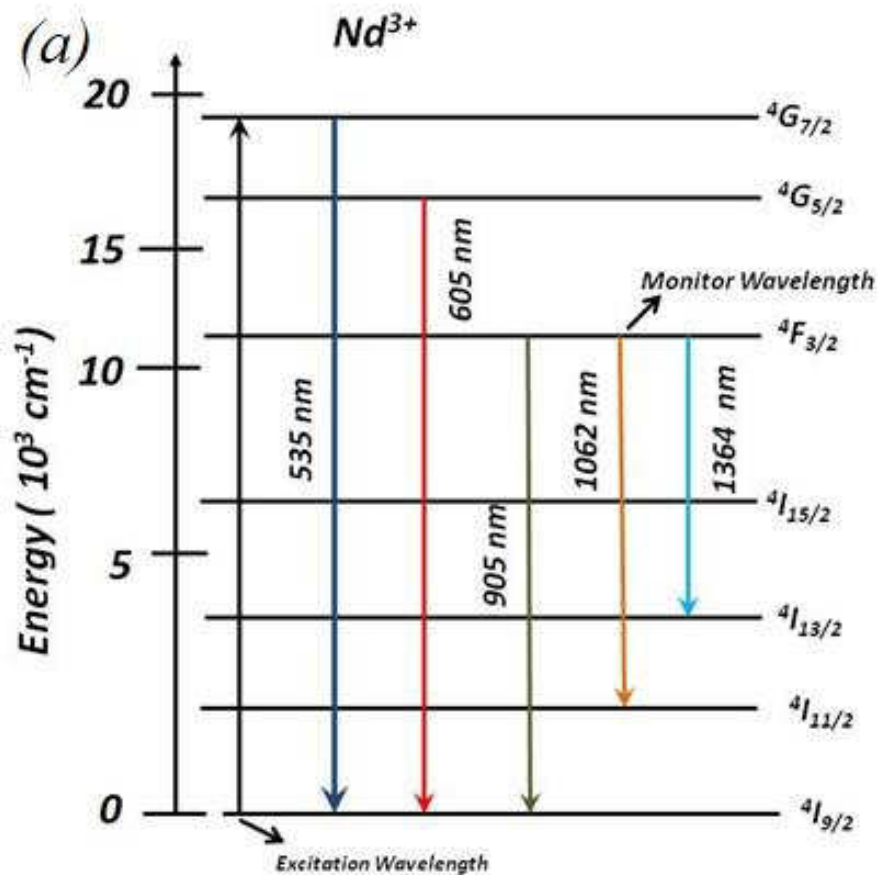 (a)
Nd³⁺
20
15
10
5
0
Energy ( 10³ cm⁻¹)
⁴G₇/₂
⁴G₅/₂
605 nm
Monitor Wavelength
⁴F₃/₂
535 nm
1062 nm
1364 nm
905 nm
⁴I₁₅/₂
⁴I₁₃/₂
⁴I₁₁/₂
⁴I₉/₂
Excitation Wavelength